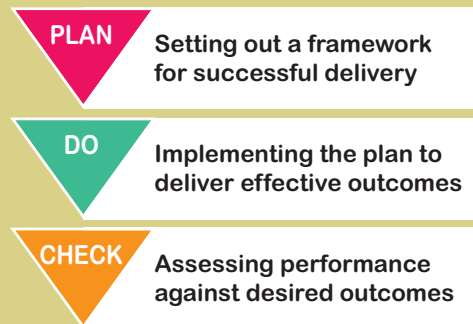 PLAN
Setting out a framework
for successful delivery
DO
Implementing the plan to
deliver effective outcomes
CHECK
Assessing performance
against desired outcomes